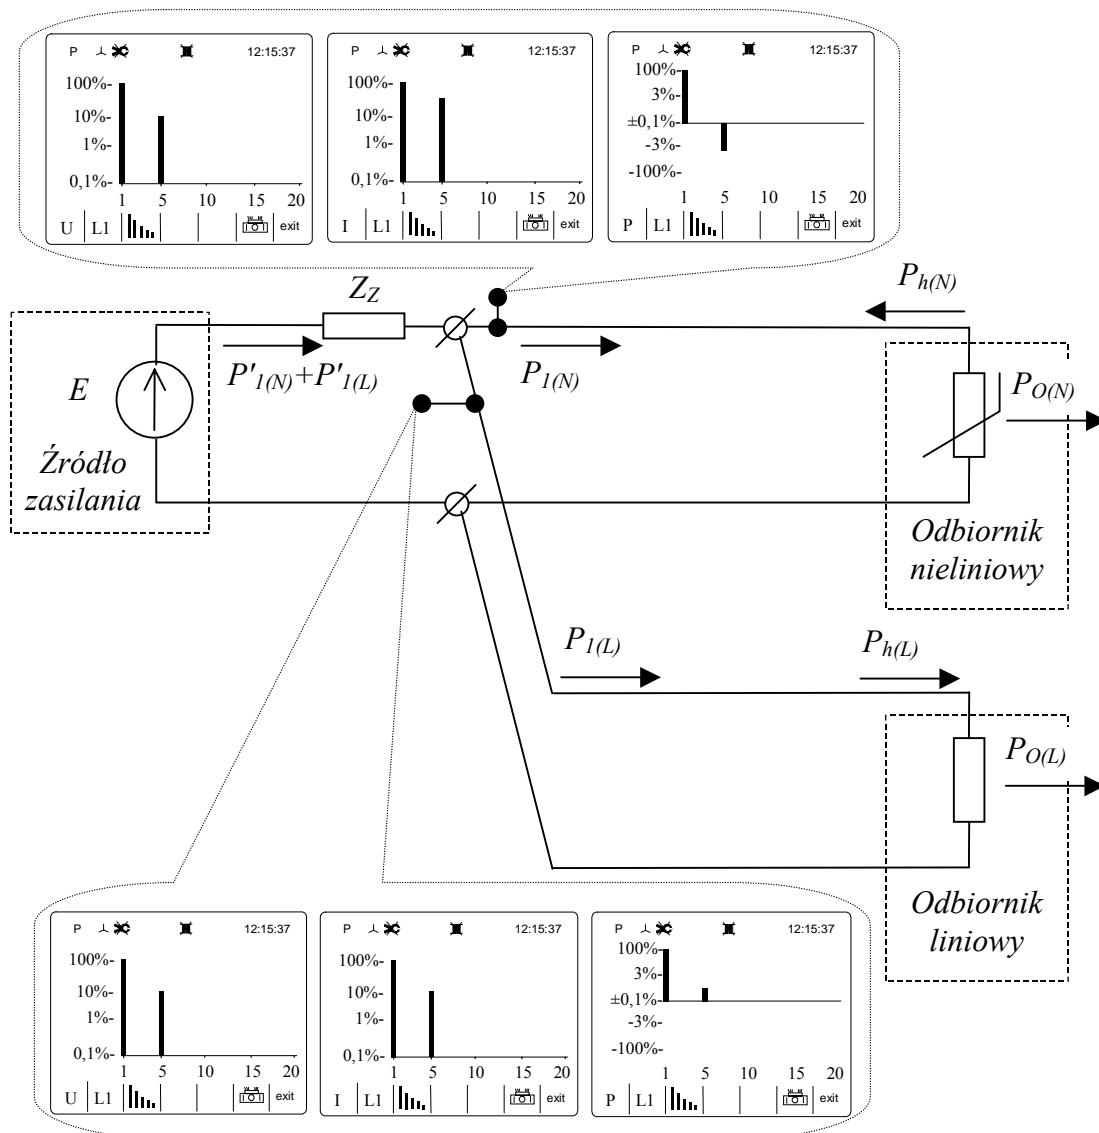 P 12:15:37
100%-
10%-
1%-
0,1%-
1 5 10 15 20
U L1 exit
P 12:15:37
100%-
10%-
1%-
0,1%-
1 5 10 15 20
I L1 exit
P 12:15:37
100%-
3%-
±0,1%-
-3%-
-100%-
1 5 10 15 20
P L1 exit
Z_Z
P_h(N)
P'_1(N)+P'_1(L)
P_1(N)
E
P_O(N)
Źródło
zasilania
Odbiornik
nieliniowy
P_1(L)
P_h(L)
P_O(L)
Odbiornik
liniowy
P 12:15:37
100%-
10%-
1%-
0,1%-
1 5 10 15 20
U L1 exit
P 12:15:37
100%-
10%-
1%-
0,1%-
1 5 10 15 20
I L1 exit
P 12:15:37
100%-
3%-
±0,1%-
-3%-
-100%-
1 5 10 15 20
P L1 exit